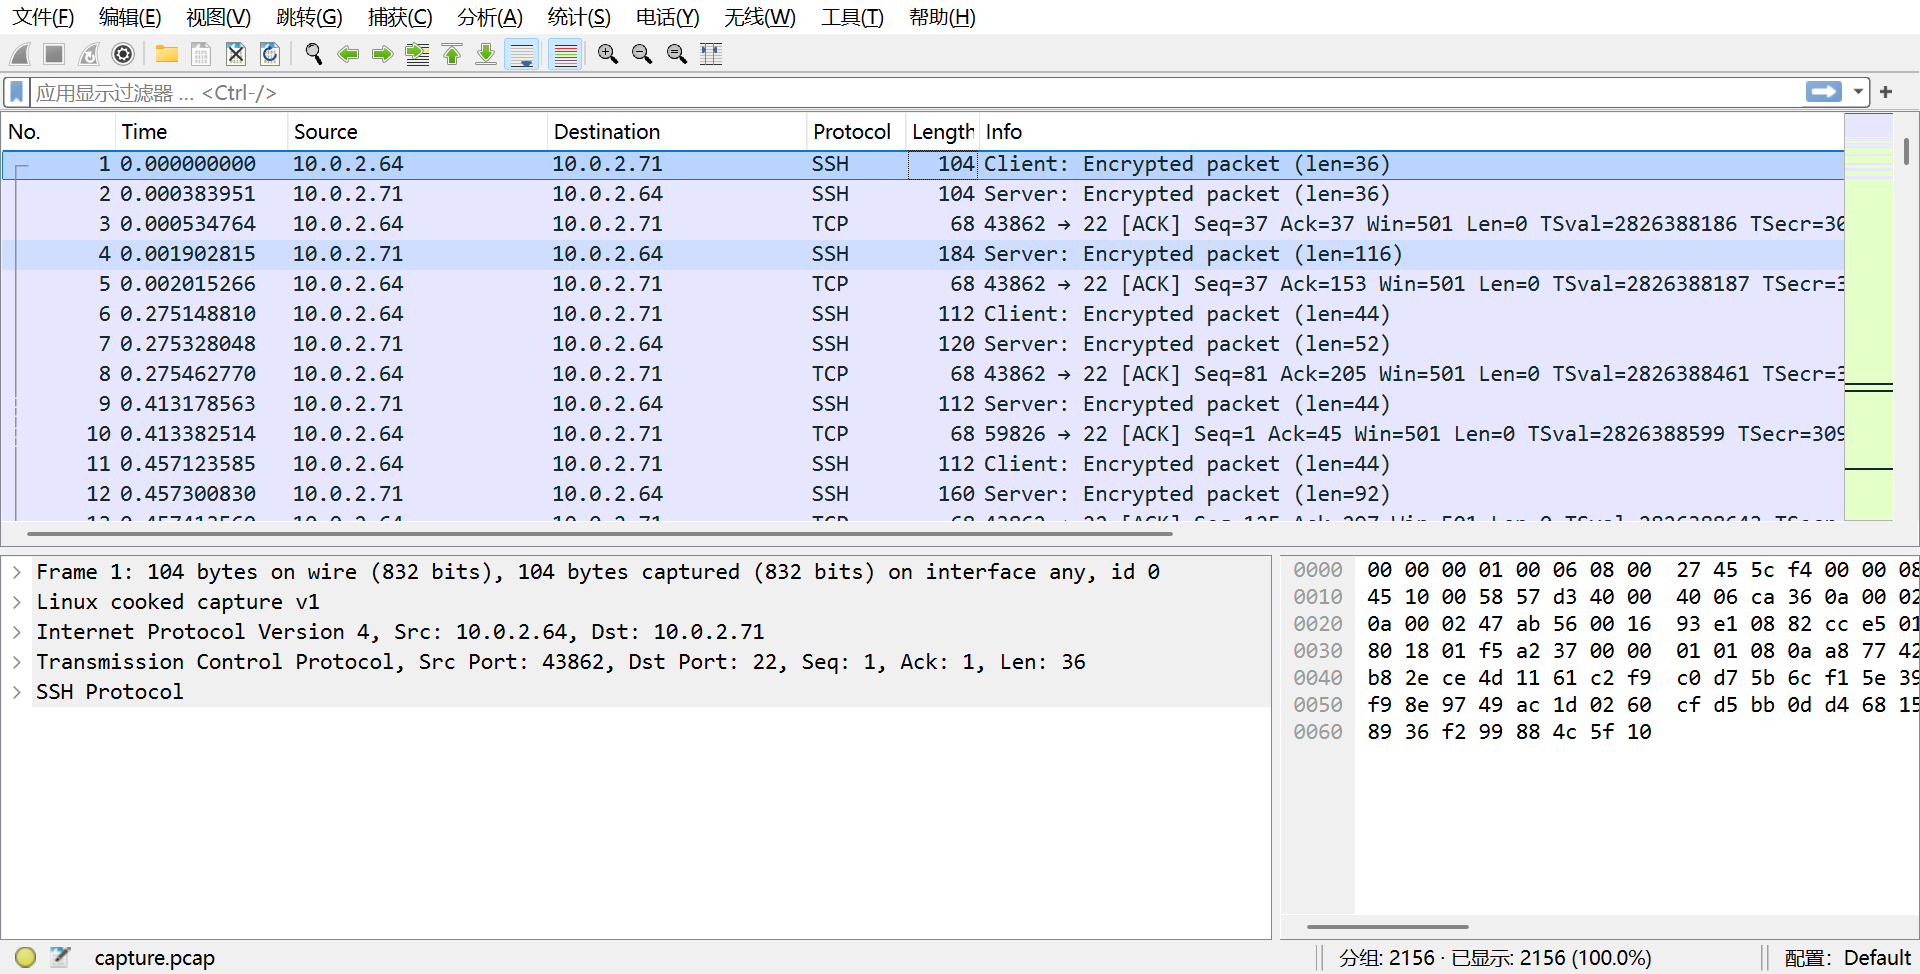 文件(F) 编辑(E) 视图(V) 跳转(G) 捕获(C) 分析(A) 统计(S) 电话(Y) 无线(W) 工具(T) 帮助(H)
应用显示过滤器 … <Ctrl-/>
No. Time Source Destination Protocol Length Info
1 0.000000000 10.0.2.64 10.0.2.71 SSH 104 Client: Encrypted packet (len=36)
2 0.000383951 10.0.2.71 10.0.2.64 SSH 104 Server: Encrypted packet (len=36)
3 0.000534764 10.0.2.64 10.0.2.71 TCP 68 43862 → 22 [ACK] Seq=37 Ack=37 Win=501 Len=0 TSval=2826388186 TSecr=30
4 0.001902815 10.0.2.71 10.0.2.64 SSH 184 Server: Encrypted packet (len=116)
5 0.002015266 10.0.2.64 10.0.2.71 TCP 68 43862 → 22 [ACK] Seq=37 Ack=153 Win=501 Len=0 TSval=2826388187 TSecr=3
6 0.275148810 10.0.2.64 10.0.2.71 SSH 112 Client: Encrypted packet (len=44)
7 0.275328048 10.0.2.71 10.0.2.64 SSH 120 Server: Encrypted packet (len=52)
8 0.275462770 10.0.2.64 10.0.2.71 TCP 68 43862 → 22 [ACK] Seq=81 Ack=205 Win=501 Len=0 TSval=2826388461 TSecr=3
9 0.413178563 10.0.2.71 10.0.2.64 SSH 112 Server: Encrypted packet (len=44)
10 0.413382514 10.0.2.64 10.0.2.71 TCP 68 59826 → 22 [ACK] Seq=1 Ack=45 Win=501 Len=0 TSval=2826388599 TSecr=309
11 0.457123585 10.0.2.64 10.0.2.71 SSH 112 Client: Encrypted packet (len=44)
12 0.457300830 10.0.2.71 10.0.2.64 SSH 160 Server: Encrypted packet (len=92)
Frame 1: 104 bytes on wire (832 bits), 104 bytes captured (832 bits) on interface any, id 0
Linux cooked capture v1
Internet Protocol Version 4, Src: 10.0.2.64, Dst: 10.0.2.71
Transmission Control Protocol, Src Port: 43862, Dst Port: 22, Seq: 1, Ack: 1, Len: 36
SSH Protocol
0000 00 00 00 01 00 06 08 00 27 45 5c f4 00 00 08
0010 45 10 00 58 57 d3 40 00 40 06 ca 36 0a 00 02
0020 0a 00 02 47 ab 56 00 16 93 e1 08 82 cc e5 01
0030 80 18 01 f5 a2 37 00 00 01 01 08 0a a8 77 42
0040 b8 2e ce 4d 11 61 c2 f9 c0 d7 5b 6c f1 5e 39
0050 f9 8e 97 49 ac 1d 02 60 cf d5 bb 0d d4 68 15
0060 89 36 f2 99 88 4c 5f 10
capture.pcap 分组: 2156 · 已显示: 2156 (100.0%) 配置: Default